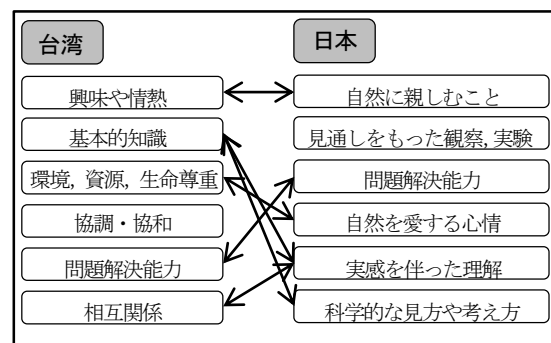 台湾
日本
興味や情熱
自然に親しむこと
基本的知識
見通しをもった観察, 実験
環境, 資源, 生命尊重
問題解決能力
協調・協和
自然を愛する心情
問題解決能力
実感を伴った理解
相互関係
科学的な見方や考え方